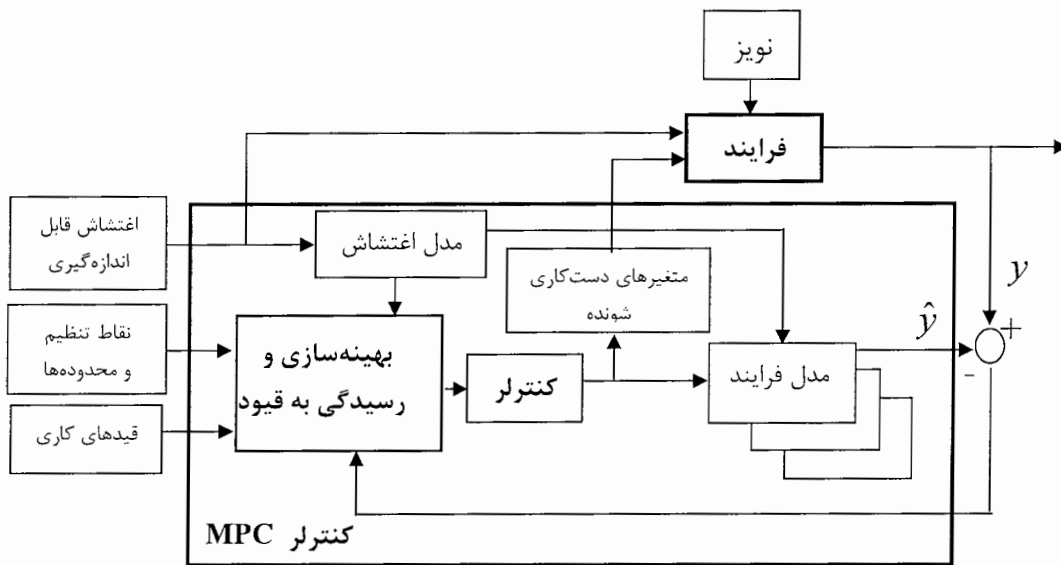 نویز
فرایند
اغتشاش قابل
اندازه‌گیری
مدل اغتشاش
متغیرهای دست‌کاری
شونده
y
ŷ
+
-
نقاط تنظیم
و محدوده‌ها
بهینه‌سازی و
رسیدگی به قیود
کنترلر
مدل فرایند
قیدهای کاری
کنترلر MPC